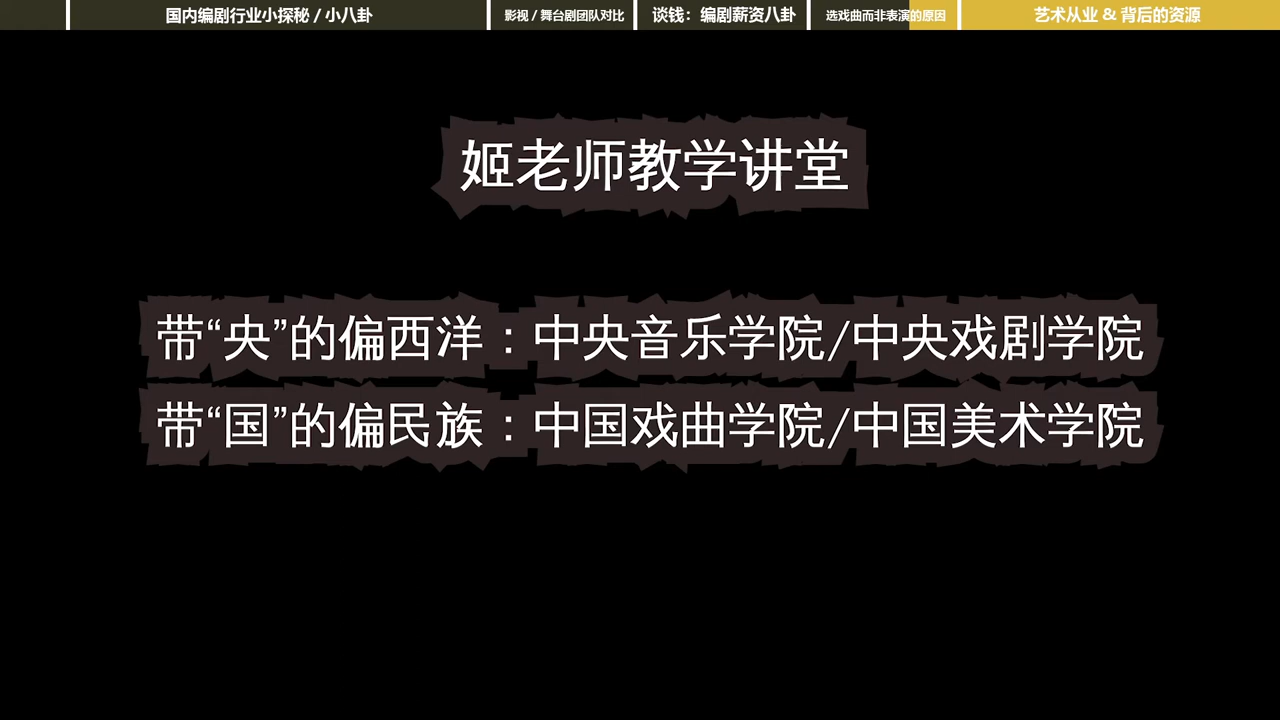 国内编剧行业小探秘 / 小八卦
影视 / 舞台剧团队对比
谈钱：编剧薪资八卦
选戏曲而非表演的原因
艺术从业 & 背后的资源
姬老师教学讲堂
带“央”的偏西洋：中央音乐学院/中央戏剧学院
带“国”的偏民族：中国戏曲学院/中国美术学院